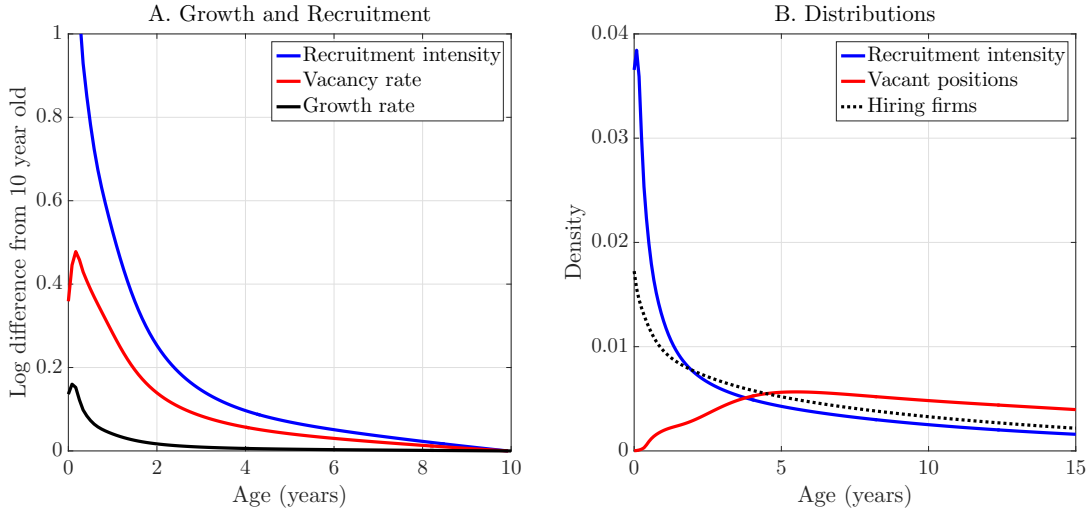 A. Growth and Recruitment
Log difference from 10 year old
1
0.8
0.6
0.4
0.2
0
Recruitment intensity
Vacancy rate
Growth rate
0 2 4 6 8 10
Age (years)
B. Distributions
Density
0.04
0.03
0.02
0.01
0
Recruitment intensity
Vacant positions
Hiring firms
0 5 10 15
Age (years)